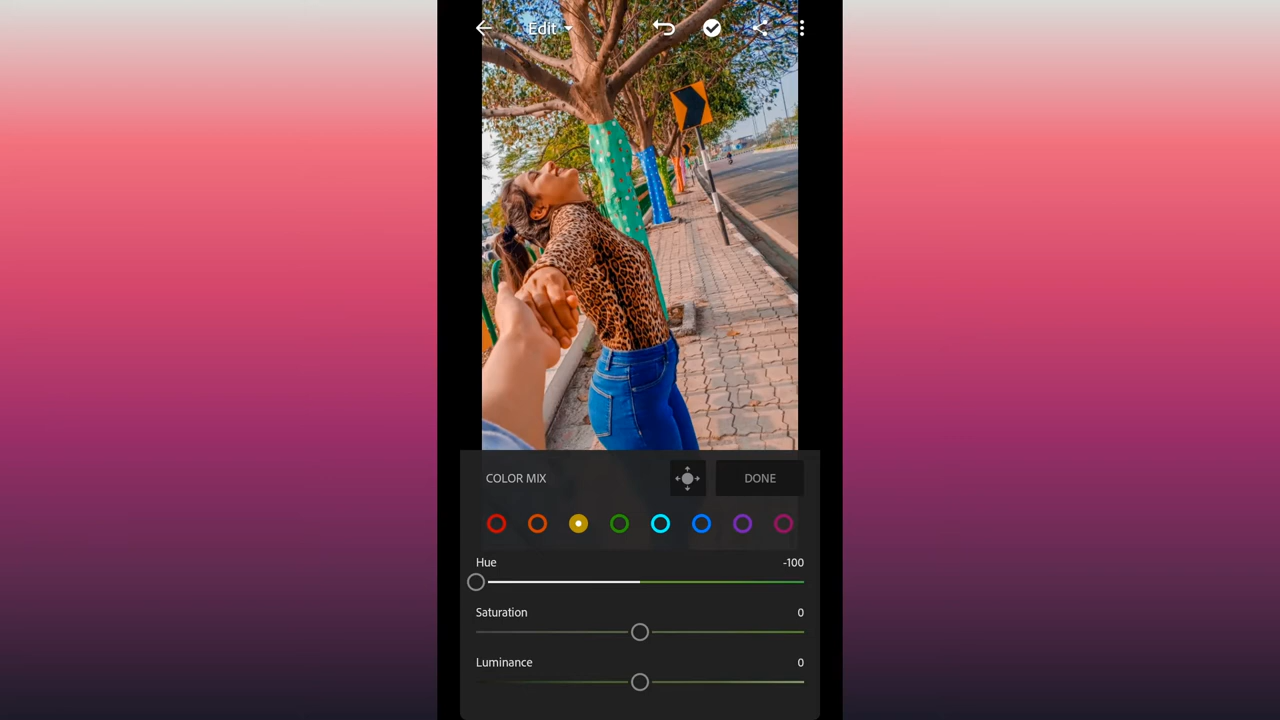 Edit
COLOR MIX
DONE
Hue -100
Saturation 0
Luminance 0